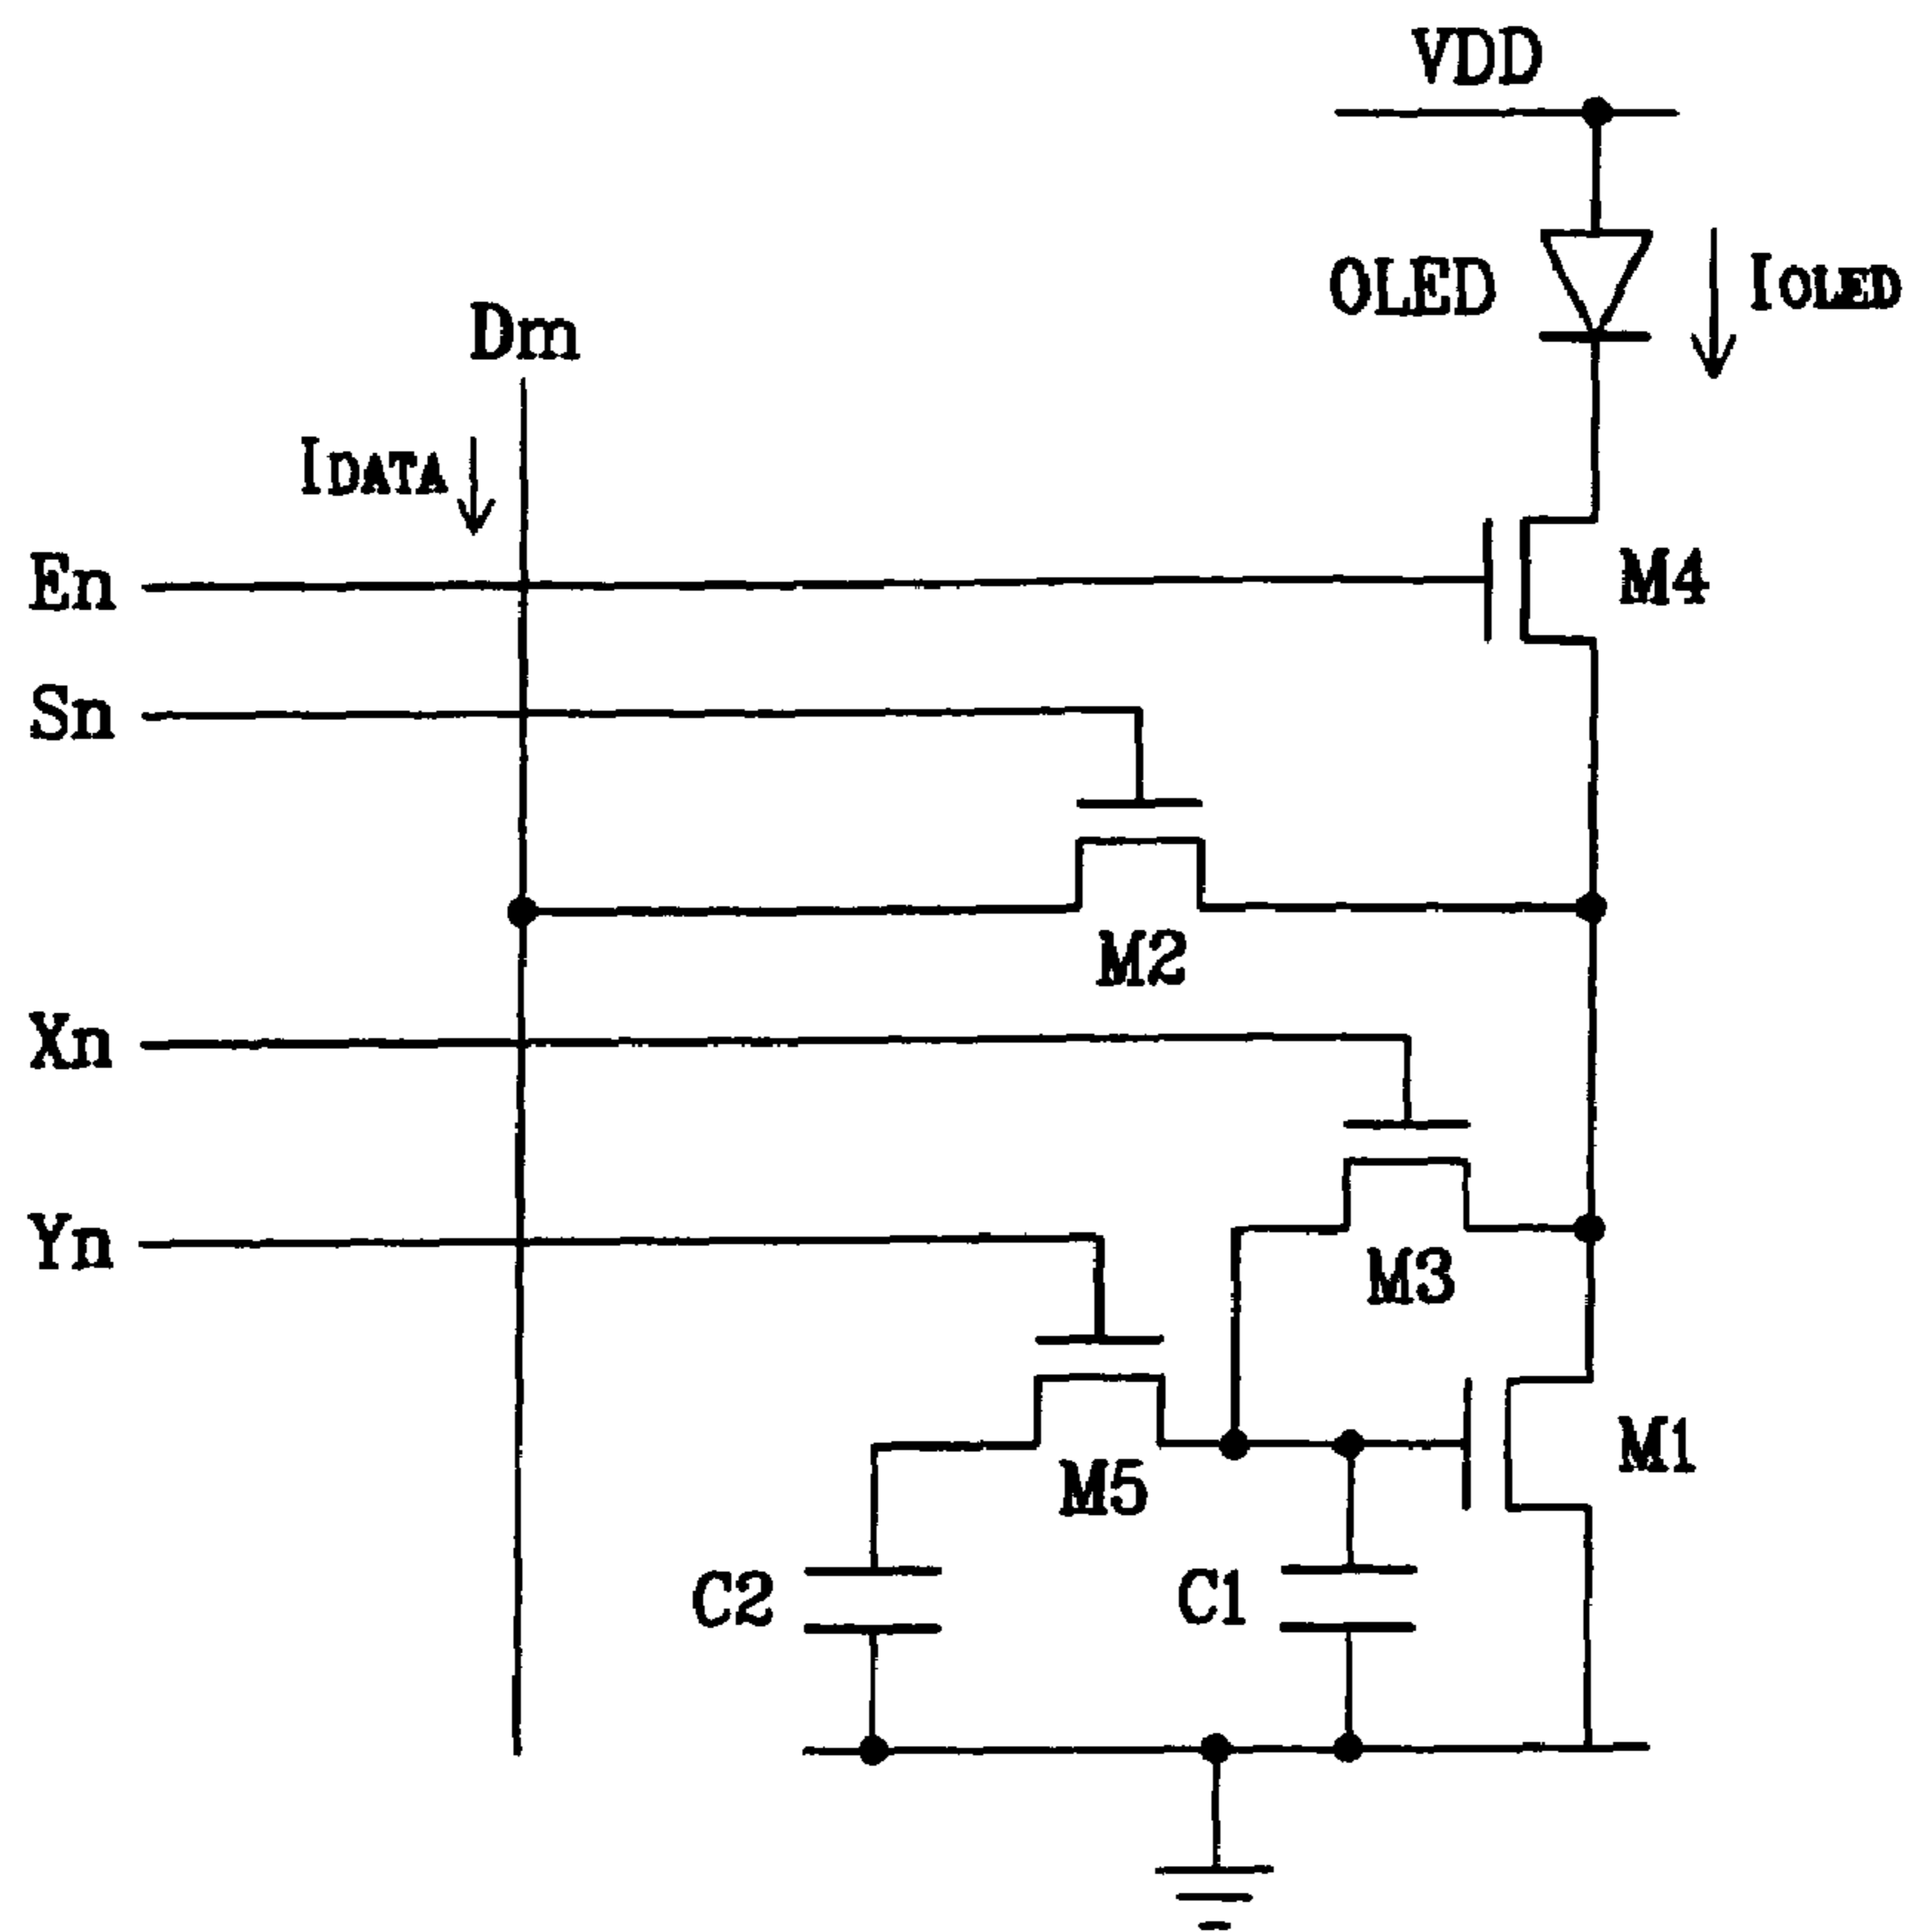 VDD
OLED
IOLED
Dm
IDATA
En
M4
Sn
M2
Xn
Yn
M3
M1
M5
C2
C1